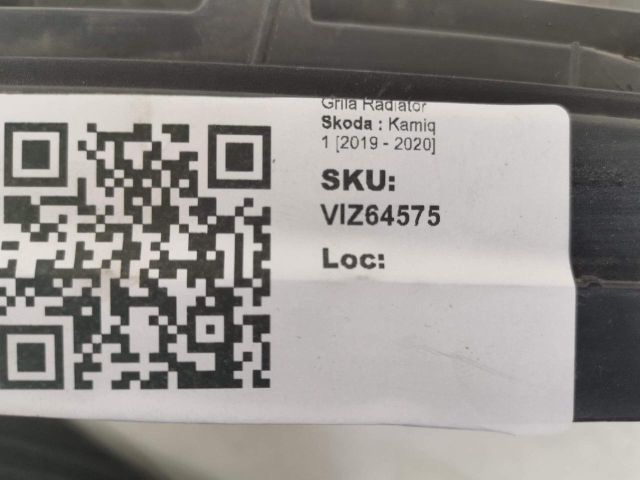 Grila Radiator
Skoda : Kamiq
1 [2019 - 2020]
SKU:
VIZ64575
Loc: